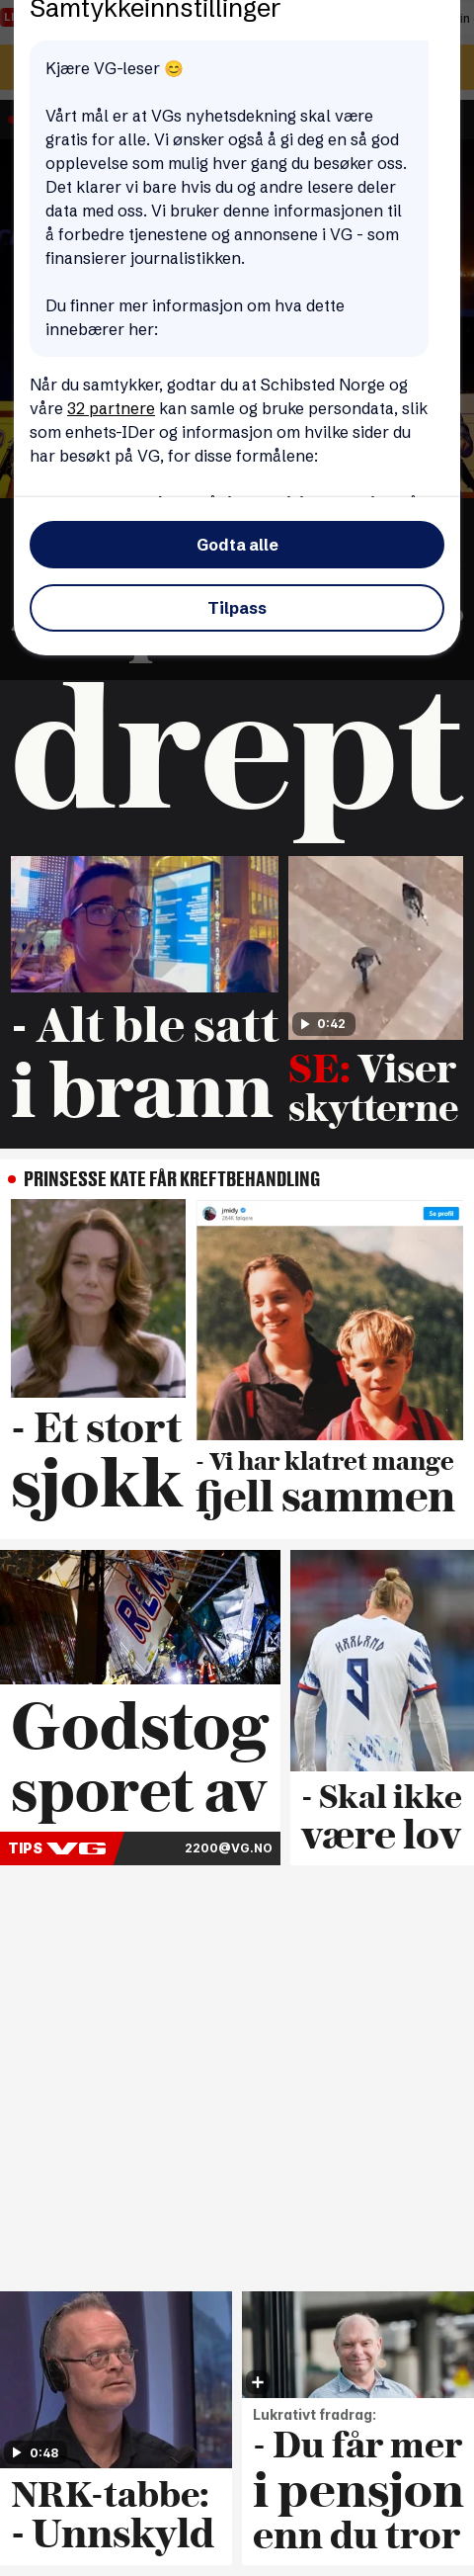 Samtykkeinnstillinger
in
Kjære VG-leser 😊
Vårt mål er at VGs nyhetsdekning skal være
gratis for alle. Vi ønsker også å gi deg en så god
opplevelse som mulig hver gang du besøker oss.
Det klarer vi bare hvis du og andre lesere deler
data med oss. Vi bruker denne informasjonen til
å forbedre tjenestene og annonsene i VG - som
finansierer journalistikken.
Du finner mer informasjon om hva dette
innebærer her:
Når du samtykker, godtar du at Schibsted Norge og
våre 32 partnere kan samle og bruke persondata, slik
som enhets-IDer og informasjon om hvilke sider du
har besøkt på VG, for disse formålene:
Godta alle
Tilpass
drept
- Alt ble satt
i brann
0:42
SE: Viser
skytterne
PRINSESSE KATE FÅR KREFTBEHANDLING
jmidy
Se profil
- Et stort
sjokk
- Vi har klatret mange
fjell sammen
REMA
Godstog
sporet av
TIPS VG
2200@VG.NO
HAALAND
9
- Skal ikke
være lov
0:48
NRK-tabbe:
- Unnskyld
Lukrativt fradrag:
- Du får mer
i pensjon
enn du tror